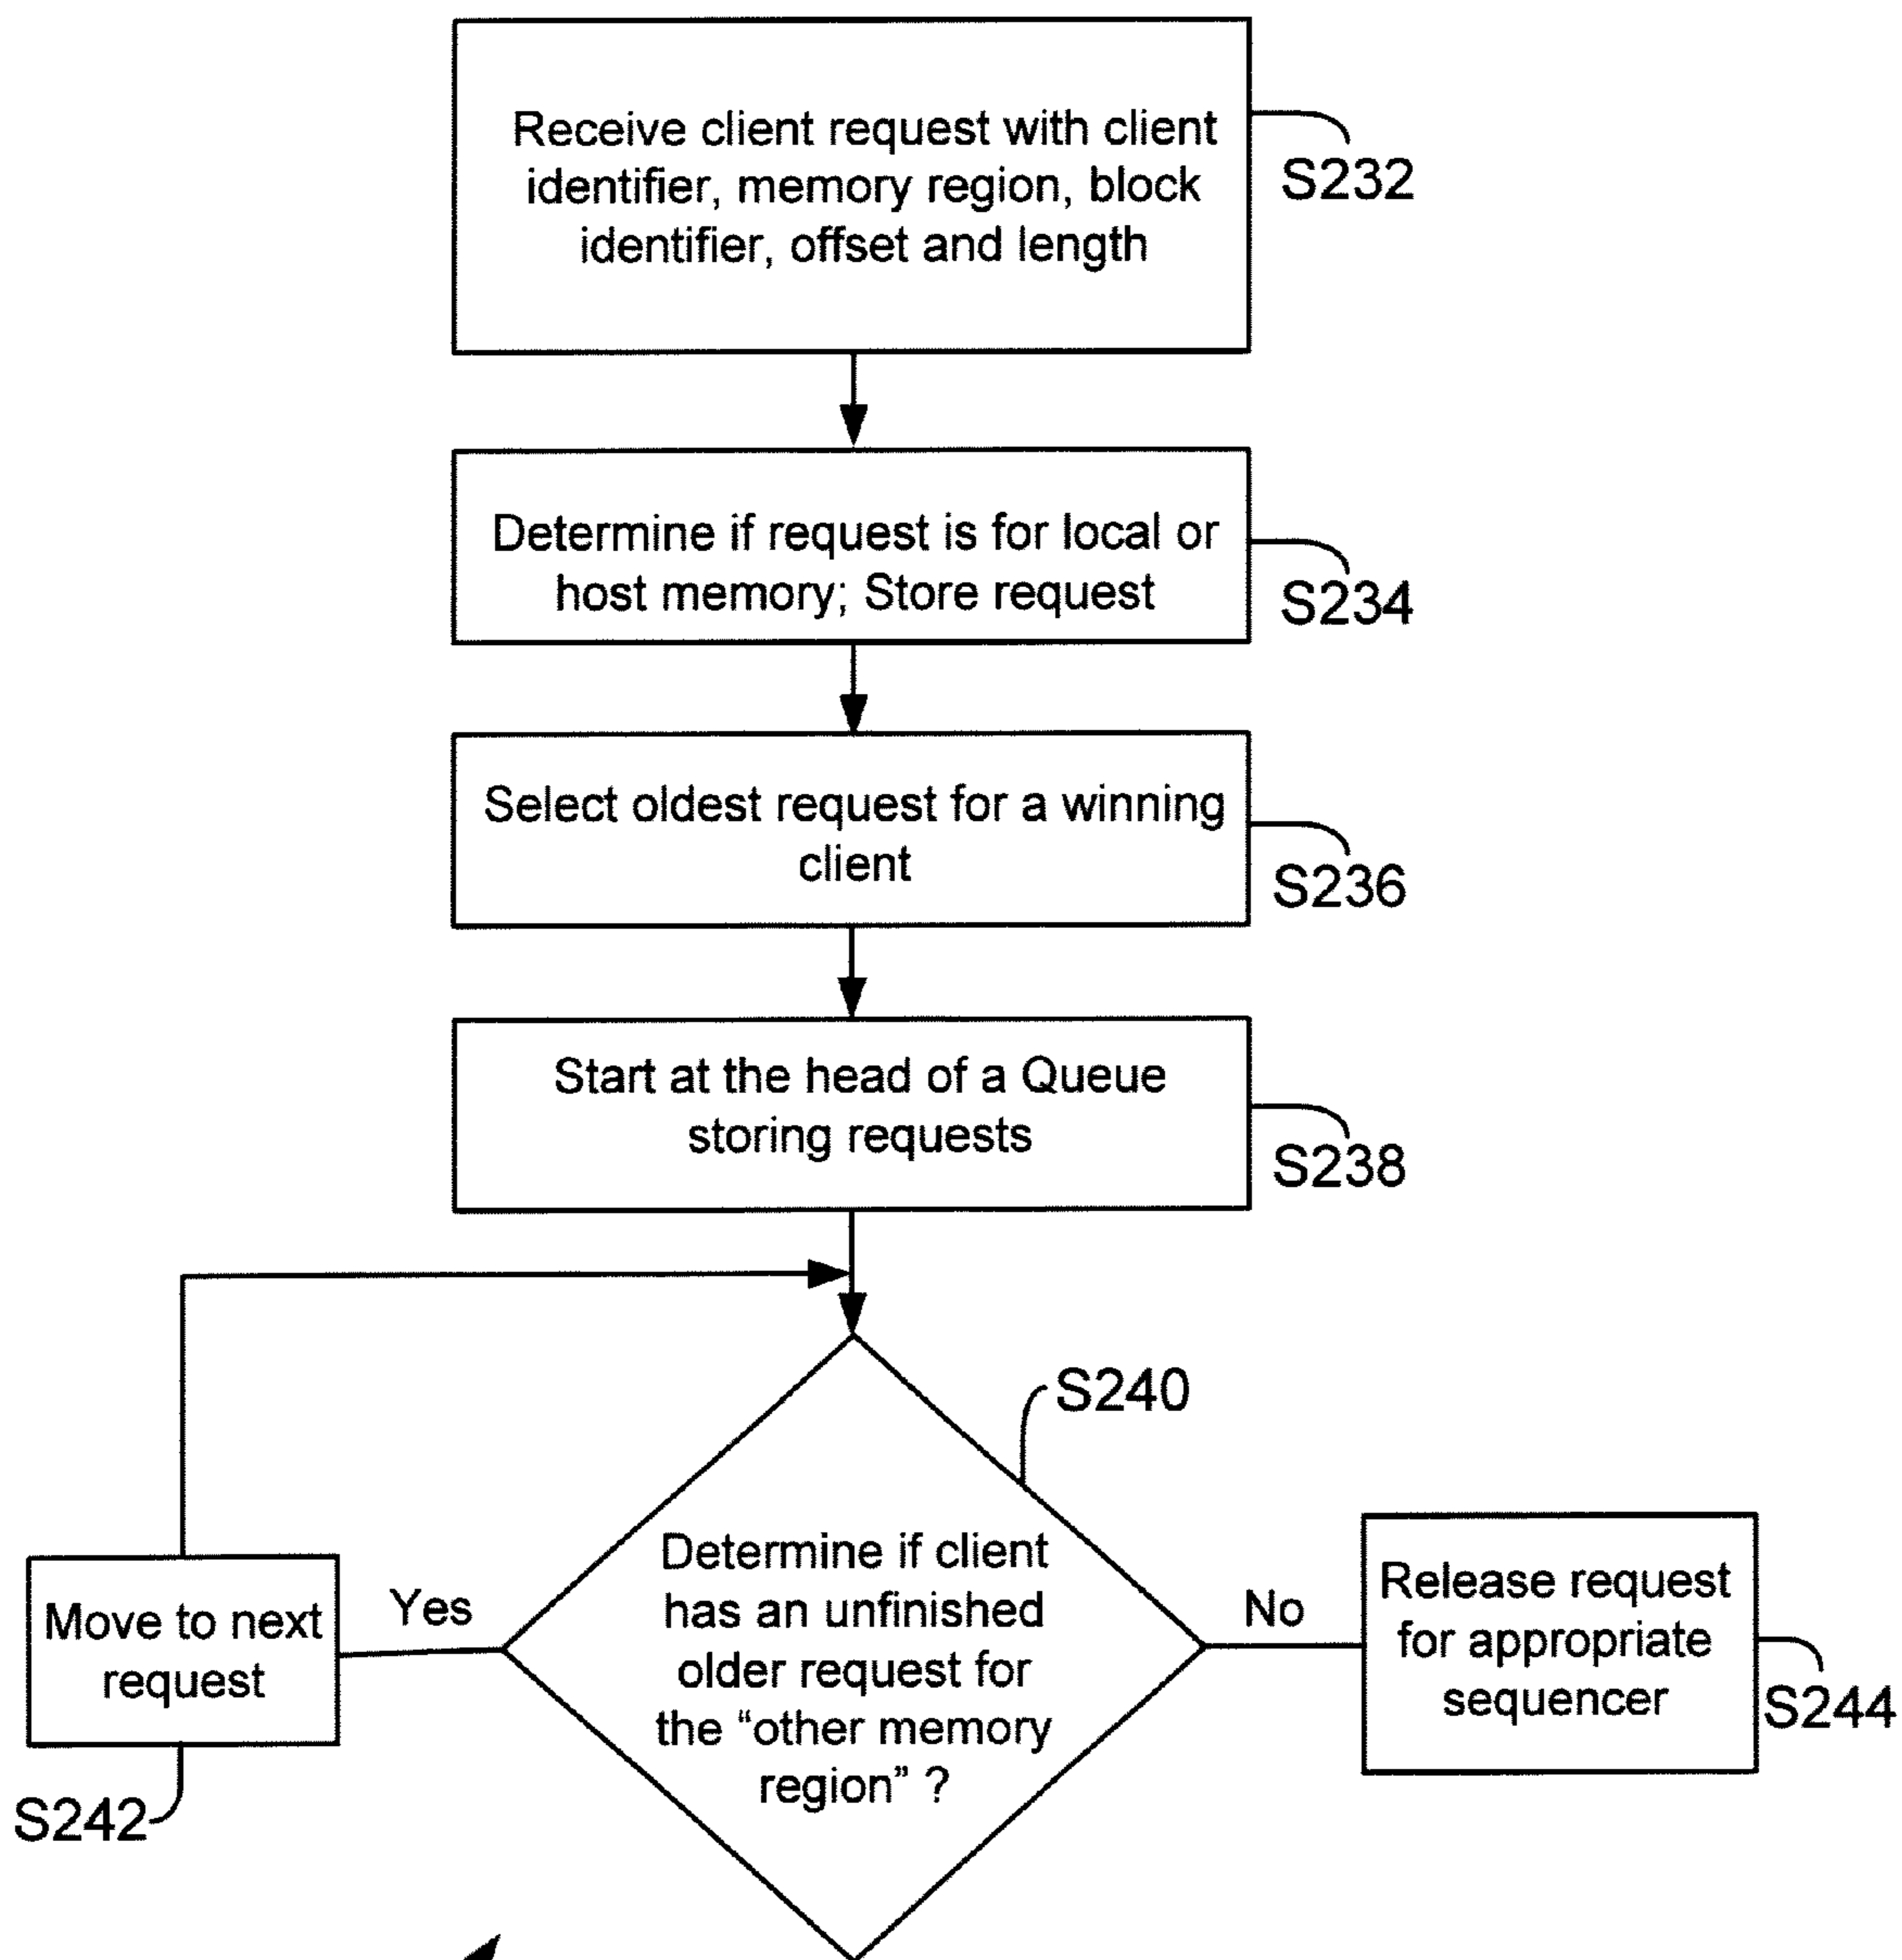 Receive client request with client
identifier, memory region, block
identifier, offset and length
S232
Determine if request is for local or
host memory; Store request
S234
Select oldest request for a winning
client
S236
Start at the head of a Queue
storing requests
S238
S240
Determine if client
has an unfinished
older request for
the “other memory
region” ?
Yes
Move to next
request
S242
No
Release request
for appropriate
sequencer
S244